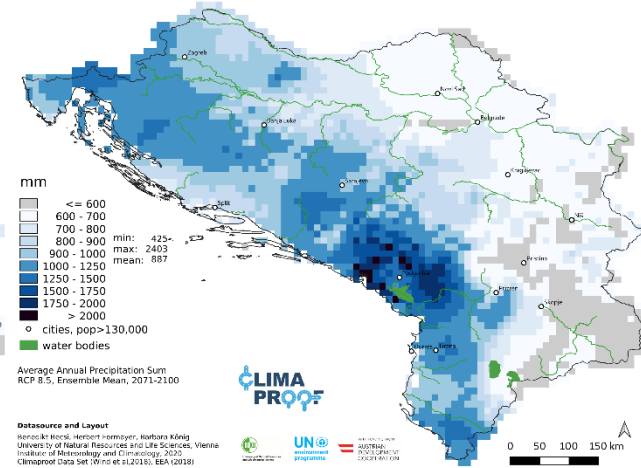 Zagreb
Novi Sad
Banja Luka
Belgrade
Sarajevo
Kragujevac
Split
Niš
Pristina
Prizren
Skopje
Tirana
mm
<= 600
600 - 700
700 - 800
800 - 900
900 - 1000
1000 - 1250
1250 - 1500
1500 - 1750
1750 - 2000
> 2000
min: 425
max: 2403
mean: 887
cities, pop>130,000
water bodies
Average Annual Precipitation Sum
RCP 8.5, Ensemble Mean, 2071-2100
CLIMA
PROOF
Datasource and Layout
Benedikt Becsi, Herbert Formayer, Barbara König
University of Natural Resources and Life Sciences, Vienna
Institute of Meteorology and Climatology, 2020
Climaproof Data Set (Wind et al,2018), EEA (2018)
UN
environment
programme
AUSTRIAN
DEVELOPMENT
COOPERATION
0 50 100 150 km